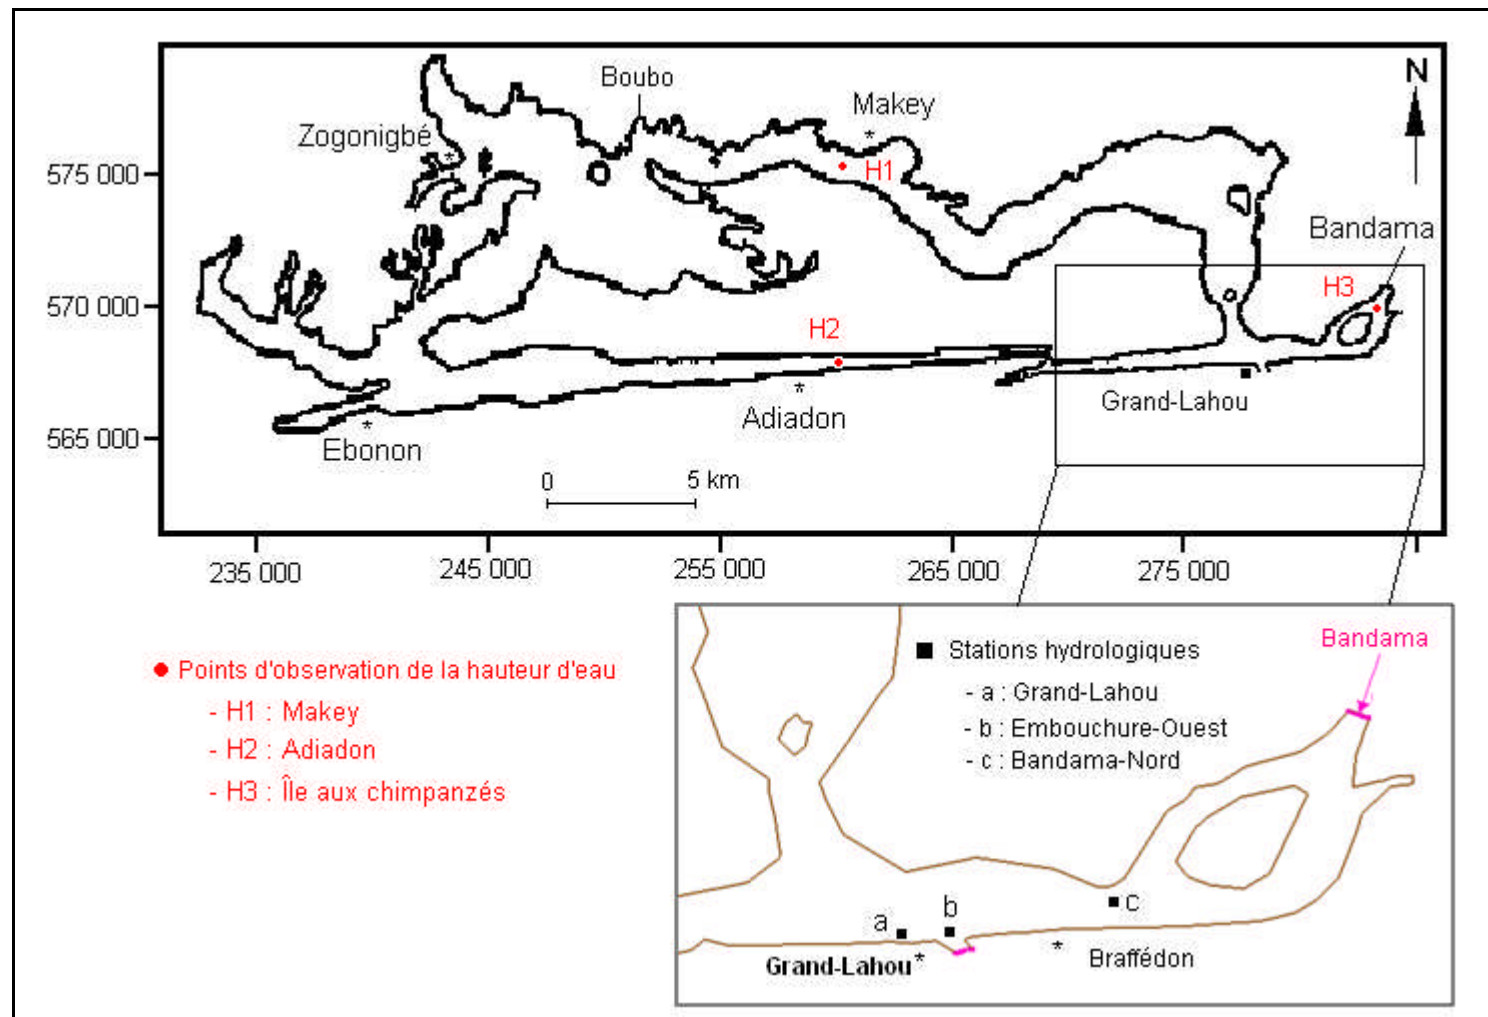 N
Boubo
Makey
Zogonigbé
575 000
H1
Bandama
570 000
H3
H2
Grand-Lahou
Adiadon
565 000
Ebonon
0 5 km
235 000 245 000 255 000 265 000 275 000
Points d'observation de la hauteur d'eau
- H1 : Makey
- H2 : Adiadon
- H3 : Île aux chimpanzés
Stations hydrologiques
- a : Grand-Lahou
- b : Embouchure-Ouest
- c : Bandama-Nord
Bandama
a
b
c
Grand-Lahou
Braffédon